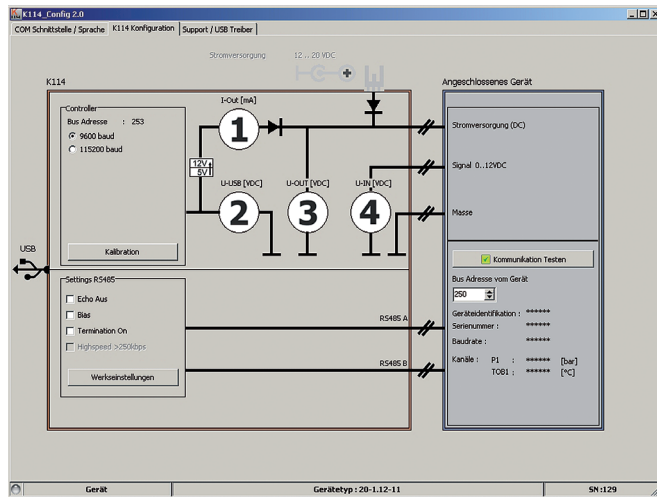 K114_Config 2.0
COM Schnittstelle / Sprache K114 Konfiguration Support / USB Treiber
Stromversorgung 12 .. 20 VDC
K114
Angeschlossenes Gerät
Controller
Bus Adresse : 253
9600 baud
115200 baud
Kalibration
I-Out [mA]
1
12V
5V
U-USB [VDC] U-OUT [VDC] U-IN [VDC]
2 3 4
Stromversorgung (DC)
Signal 0..12VDC
Masse
USB
Settings RS485
Echo Aus
Bias
Termination On
Highspeed >250kbps
Werkseinstellungen
RS485 A
RS485 B
Kommunikation Testen
Bus Adresse vom Gerät
250
Geräteidentifikation : ******
Serienummer : ******
Baudrate : ******
Kanäle : P1 : ****** [bar]
TOB1 : ****** [°C]
Gerät Gerätetyp : 20-1.12-11 SN:129